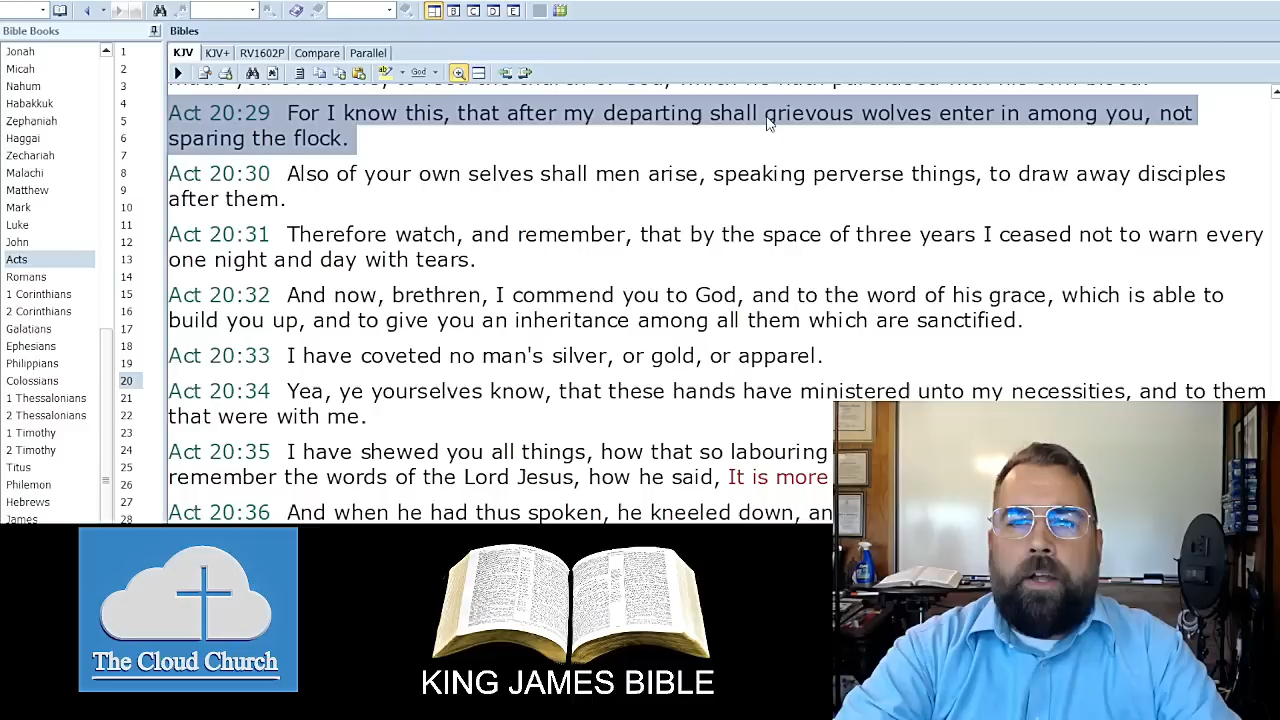 Bible Books
Bibles
KJV KJV+ RV1602P Compare Parallel
God
Jonah 1
Micah 2
Nahum 3
Habakkuk 4
Zephaniah 5
Haggai 6
Zechariah 7
Malachi 8
Matthew 9
Mark 10
Luke 11
John 12
Acts 13
Romans 14
1 Corinthians 15
2 Corinthians 16
Galatians 17
Ephesians 18
Philippians 19
Colossians 20
1 Thessalonians 21
2 Thessalonians 22
1 Timothy 23
2 Timothy 24
Titus 25
Philemon 26
Hebrews 27
James 28
Act 20:29 For I know this, that after my departing shall grievous wolves enter in among you, not
sparing the flock.
Act 20:30 Also of your own selves shall men arise, speaking perverse things, to draw away disciples
after them.
Act 20:31 Therefore watch, and remember, that by the space of three years I ceased not to warn every
one night and day with tears.
Act 20:32 And now, brethren, I commend you to God, and to the word of his grace, which is able to
build you up, and to give you an inheritance among all them which are sanctified.
Act 20:33 I have coveted no man's silver, or gold, or apparel.
Act 20:34 Yea, ye yourselves know, that these hands have ministered unto my necessities, and to them
that were with me.
Act 20:35 I have shewed you all things, how that so labouring
remember the words of the Lord Jesus, how he said, It is more
Act 20:36 And when he had thus spoken, he kneeled down, an
The Cloud Church
KING JAMES BIBLE